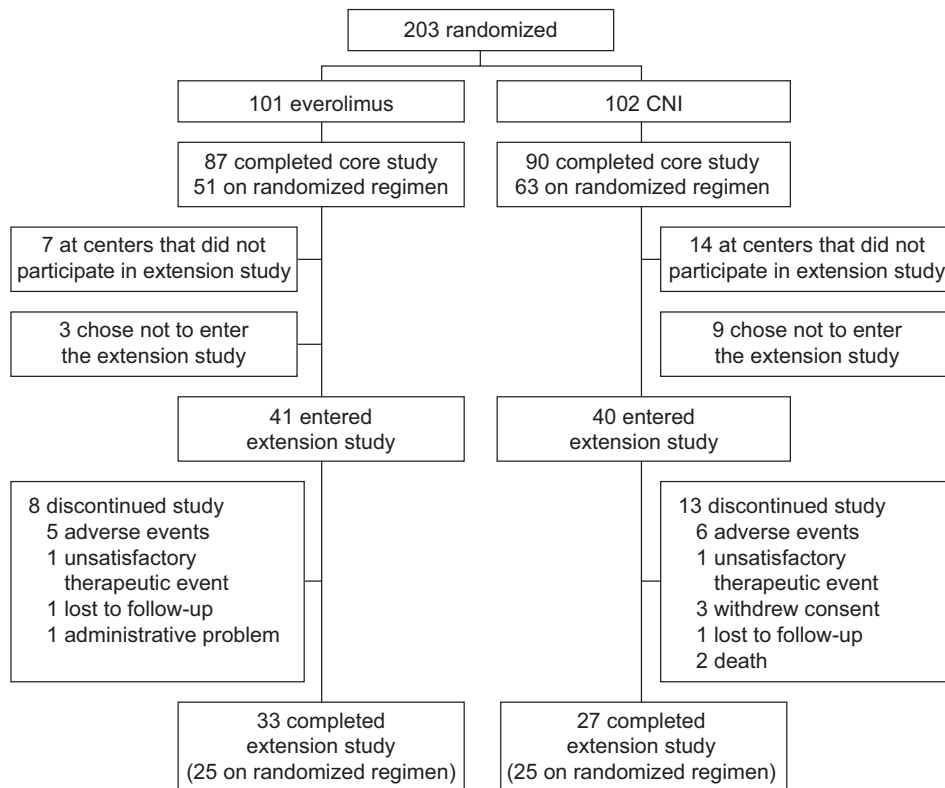 203 randomized
101 everolimus
102 CNI
87 completed core study
51 on randomized regimen
90 completed core study
63 on randomized regimen
7 at centers that did not
participate in extension study
14 at centers that did not
participate in extension study
3 chose not to enter
the extension study
9 chose not to enter
the extension study
41 entered
extension study
40 entered
extension study
8 discontinued study
5 adverse events
1 unsatisfactory
therapeutic event
1 lost to follow-up
1 administrative problem
13 discontinued study
6 adverse events
1 unsatisfactory
therapeutic event
3 withdrew consent
1 lost to follow-up
2 death
33 completed
extension study
(25 on randomized regimen)
27 completed
extension study
(25 on randomized regimen)